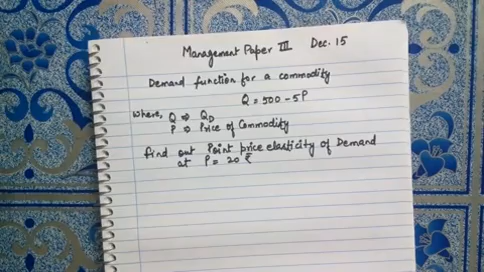 Management Paper III Dec. 15
Demand function for a commodity
Q = 500 - 5P
Where, Q ⇒ QD
P ⇒ Price of Commodity
find out Point price elasticity of Demand
at P = 20 ₹